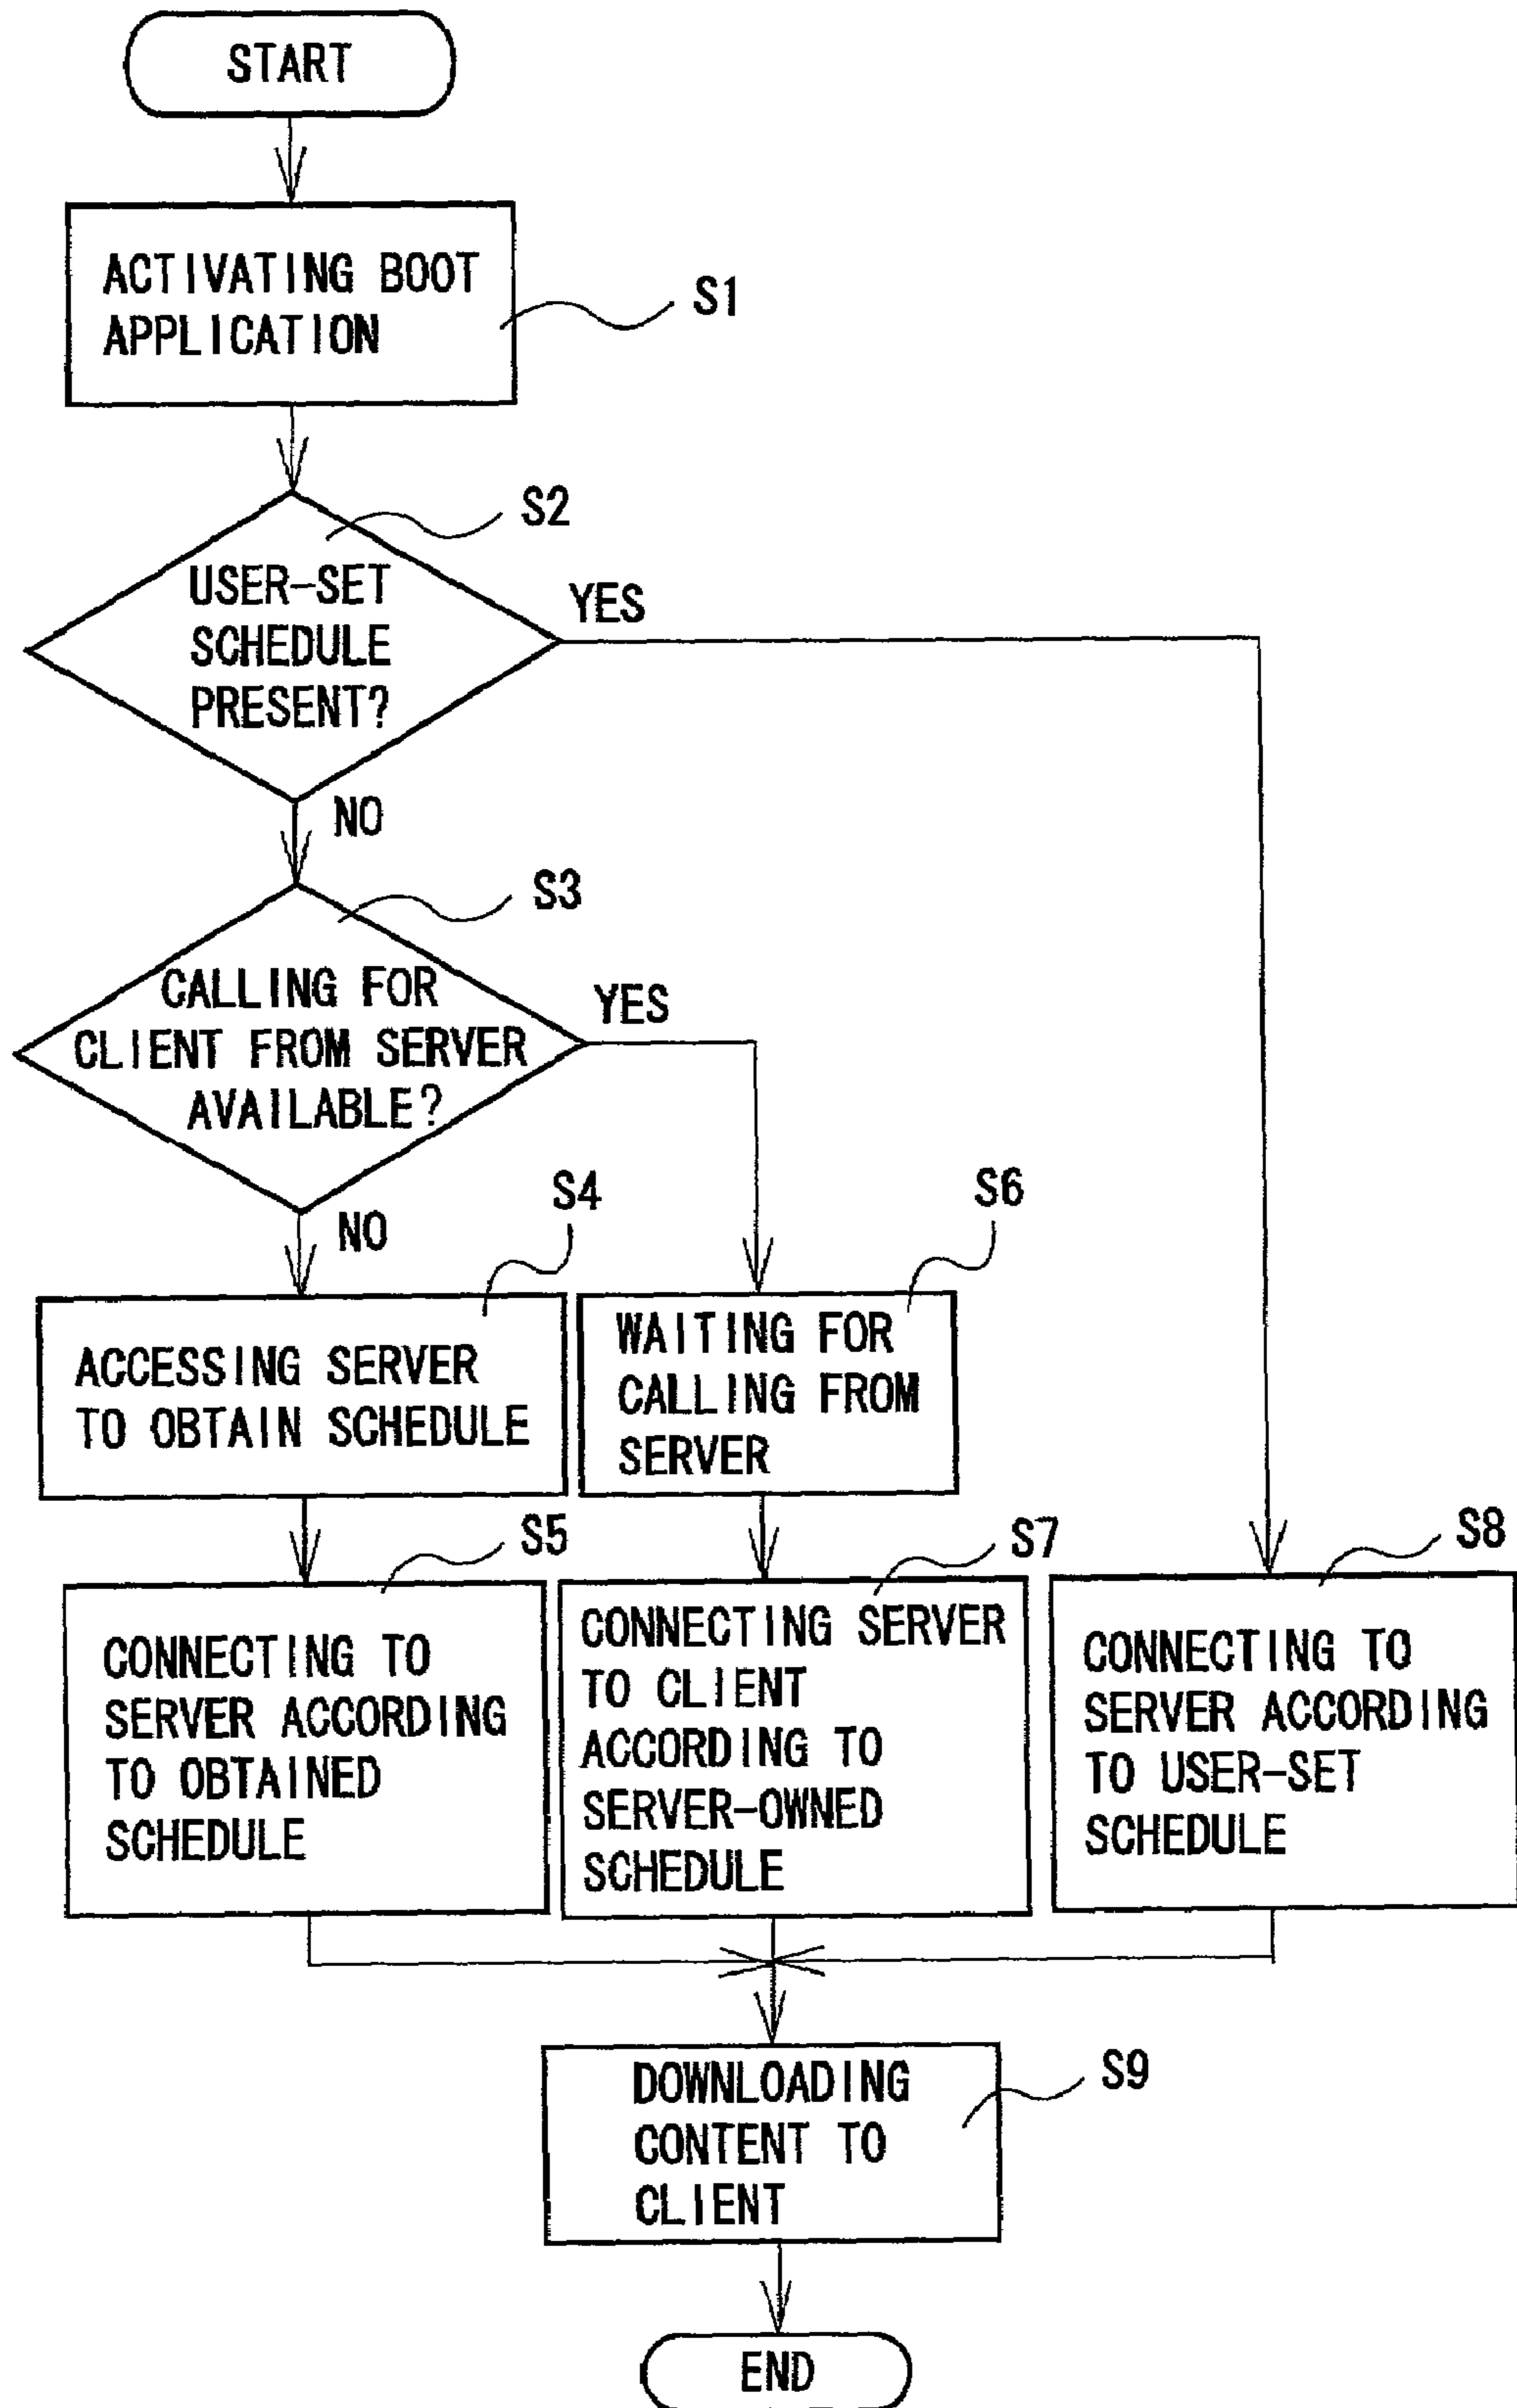 START
ACTIVATING BOOT
APPLICATION
S1
S2
USER-SET
SCHEDULE
PRESENT?
YES
NO
S3
CALLING FOR
CLIENT FROM SERVER
AVAILABLE?
YES
NO
S4
ACCESSING SERVER
TO OBTAIN SCHEDULE
S6
WAITING FOR
CALLING FROM
SERVER
S5
CONNECTING TO
SERVER ACCORDING
TO OBTAINED
SCHEDULE
S7
CONNECTING SERVER
TO CLIENT
ACCORDING TO
SERVER-OWNED
SCHEDULE
S8
CONNECTING TO
SERVER ACCORDING
TO USER-SET
SCHEDULE
DOWNLOADING
CONTENT TO
CLIENT
S9
END